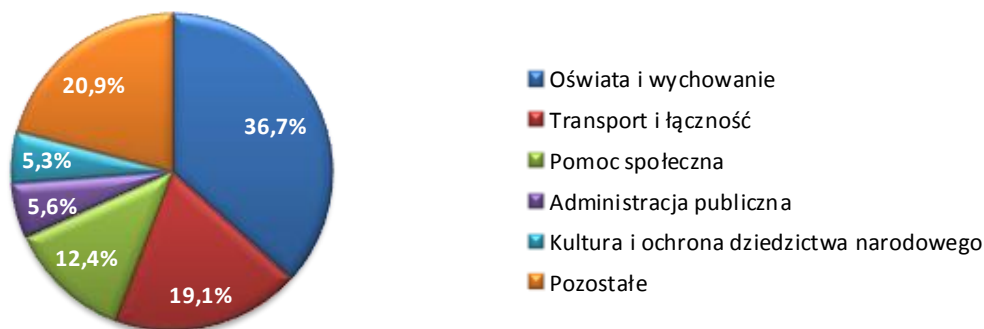 20,9%
36,7%
5,3%
5,6%
12,4%
19,1%
Oświata i wychowanie
Transport i łączność
Pomoc społeczna
Administracja publiczna
Kultura i ochrona dziedzictwa narodowego
Pozostałe